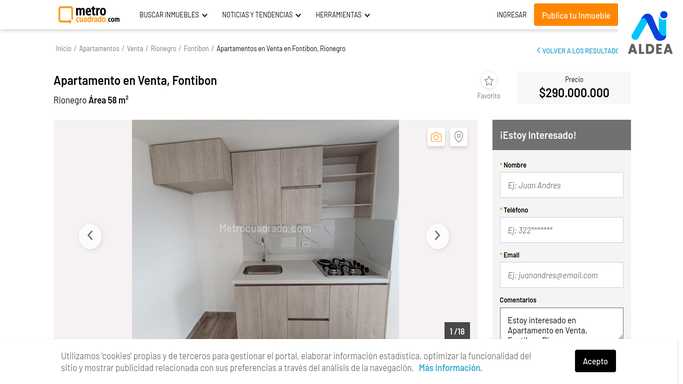 metro
cuadrado.com
BUSCAR INMUEBLES
NOTICIAS Y TENDENCIAS
HERRAMIENTAS
INGRESAR
Publica tu Inmueble
ALDEA
Inicio / Apartamentos / Venta / Rionegro / Fontibon / Apartamentos en Venta en Fontibon, Rionegro
VOLVER A LOS RESULTADO
Apartamento en Venta, Fontibon
Rionegro Área 58 m²
Favorito
Precio
$290.000.000
Metrocuadrado.com
1 / 18
¡Estoy Interesado!
* Nombre
Ej: Juan Andres
* Teléfono
Ej: 322*******
* Email
Ej: juanandres@email.com
Comentarios
Estoy interesado en
Apartamento en Venta,
Utilizamos 'cookies' propias y de terceros para gestionar el portal, elaborar información estadística, optimizar la funcionalidad del
sitio y mostrar publicidad relacionada con sus preferencias a través del análisis de la navegación. Más información.
Acepto